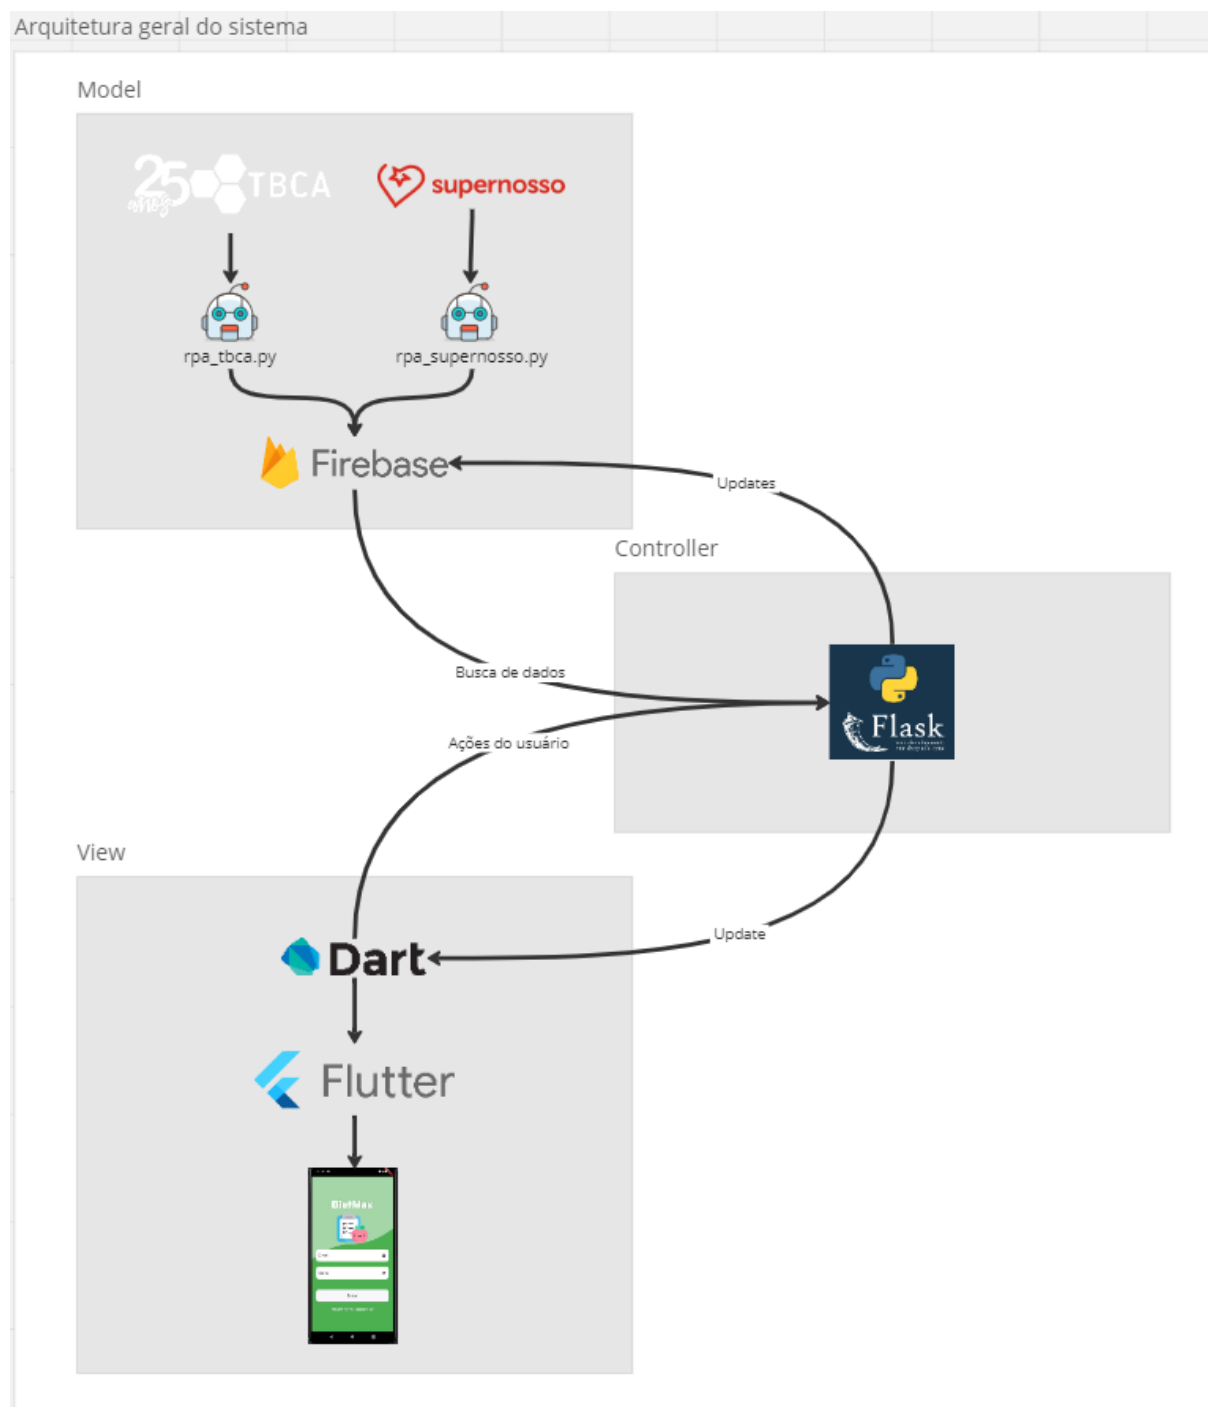 Arquitetura geral do sistema
Model
25 anos TBCA
supernosso
rpa_tbca.py
rpa_supernosso.py
Firebase
Updates
Controller
Busca de dados
Flask
Ações do usuário
View
Update
Dart
Flutter
DietMax